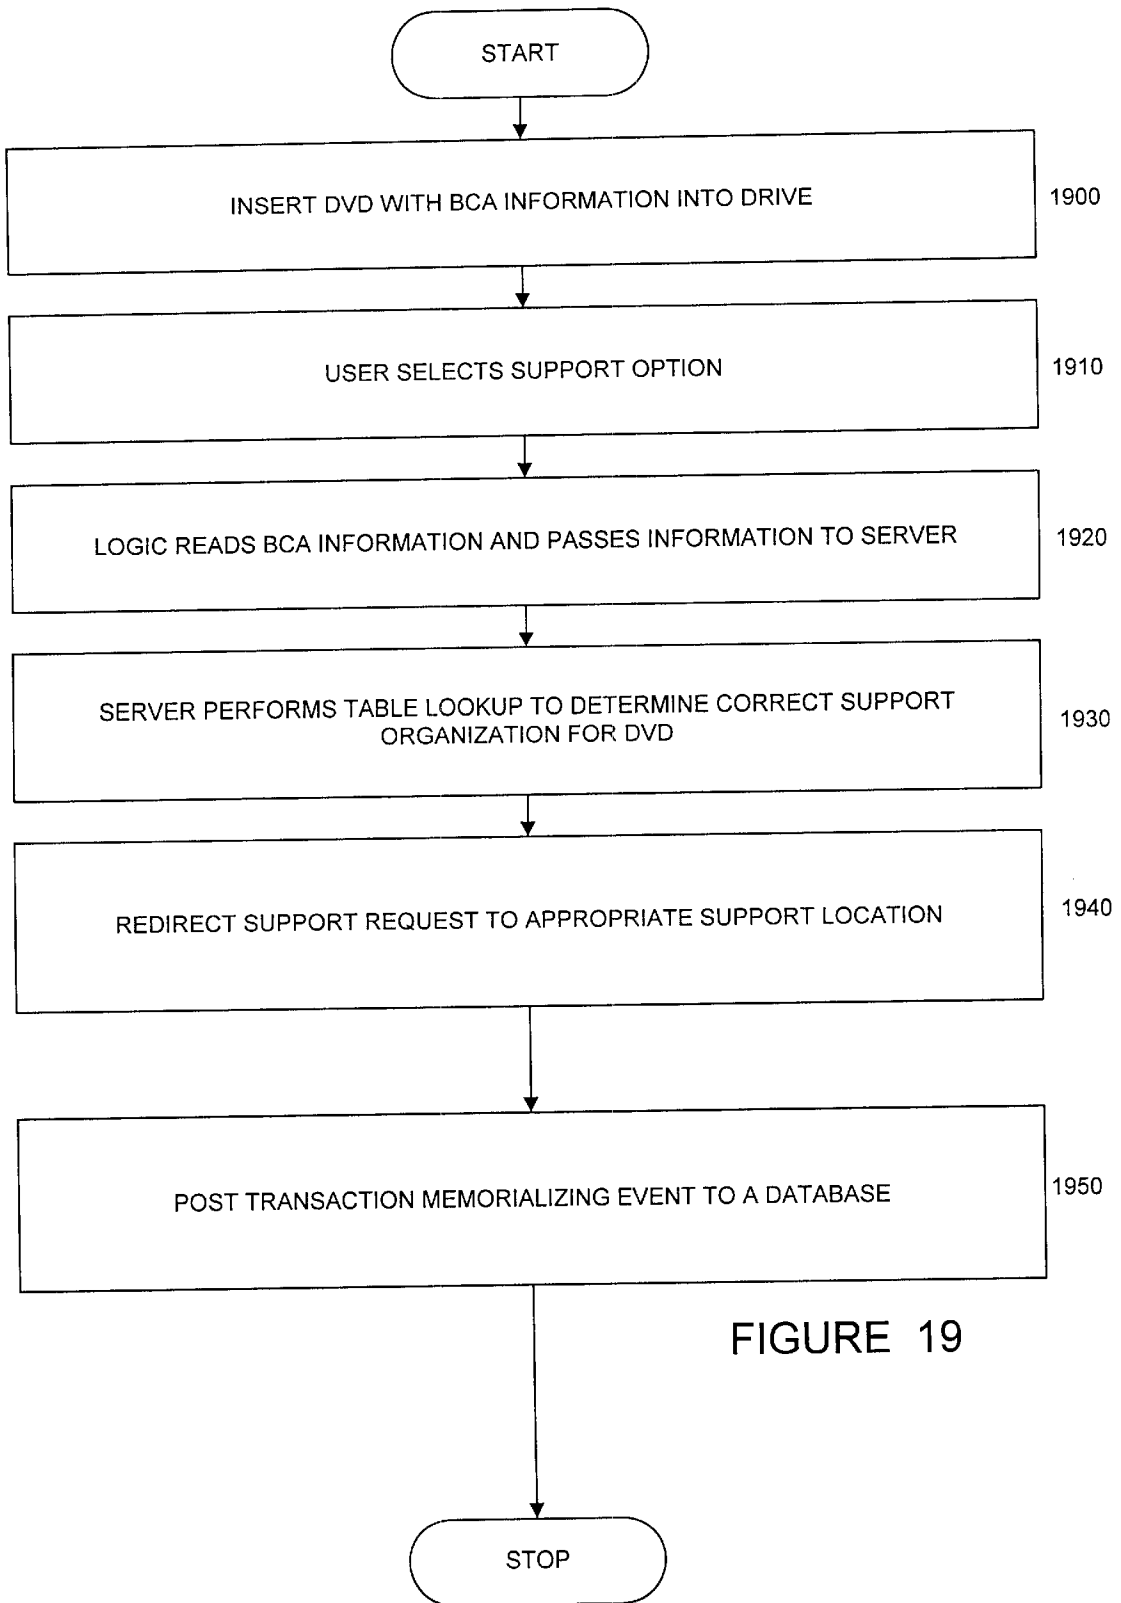 START
INSERT DVD WITH BCA INFORMATION INTO DRIVE
1900
USER SELECTS SUPPORT OPTION
1910
LOGIC READS BCA INFORMATION AND PASSES INFORMATION TO SERVER
1920
SERVER PERFORMS TABLE LOOKUP TO DETERMINE CORRECT SUPPORT
ORGANIZATION FOR DVD
1930
REDIRECT SUPPORT REQUEST TO APPROPRIATE SUPPORT LOCATION
1940
POST TRANSACTION MEMORIALIZING EVENT TO A DATABASE
1950
FIGURE 19
STOP